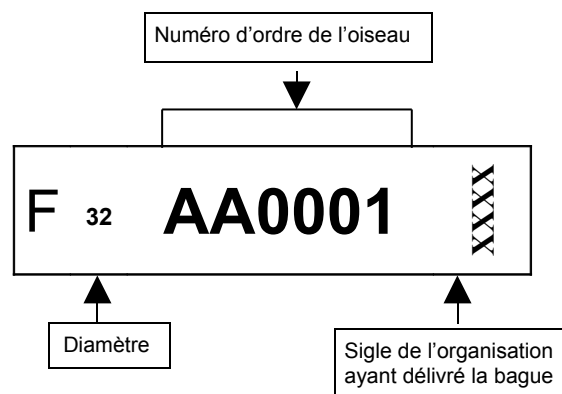 Numéro d’ordre de l’oiseau
F 32 AA0001 XXXX
Diamètre
Sigle de l’organisation
ayant délivré la bague